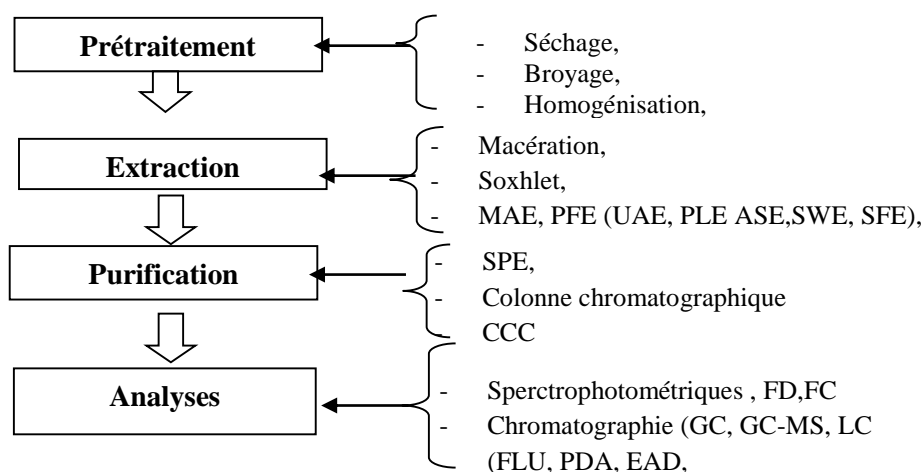 Prétraitement
- Séchage,
- Broyage,
- Homogénisation,
Extraction
- Macération,
- Soxhlet,
- MAE, PFE (UAE, PLE ASE,SWE, SFE),
Purification
- SPE,
- Colonne chromatographique
- CCC
Analyses
- Sperctrophotométriques , FD,FC
- Chromatographie (GC, GC-MS, LC
(FLU, PDA, EAD,